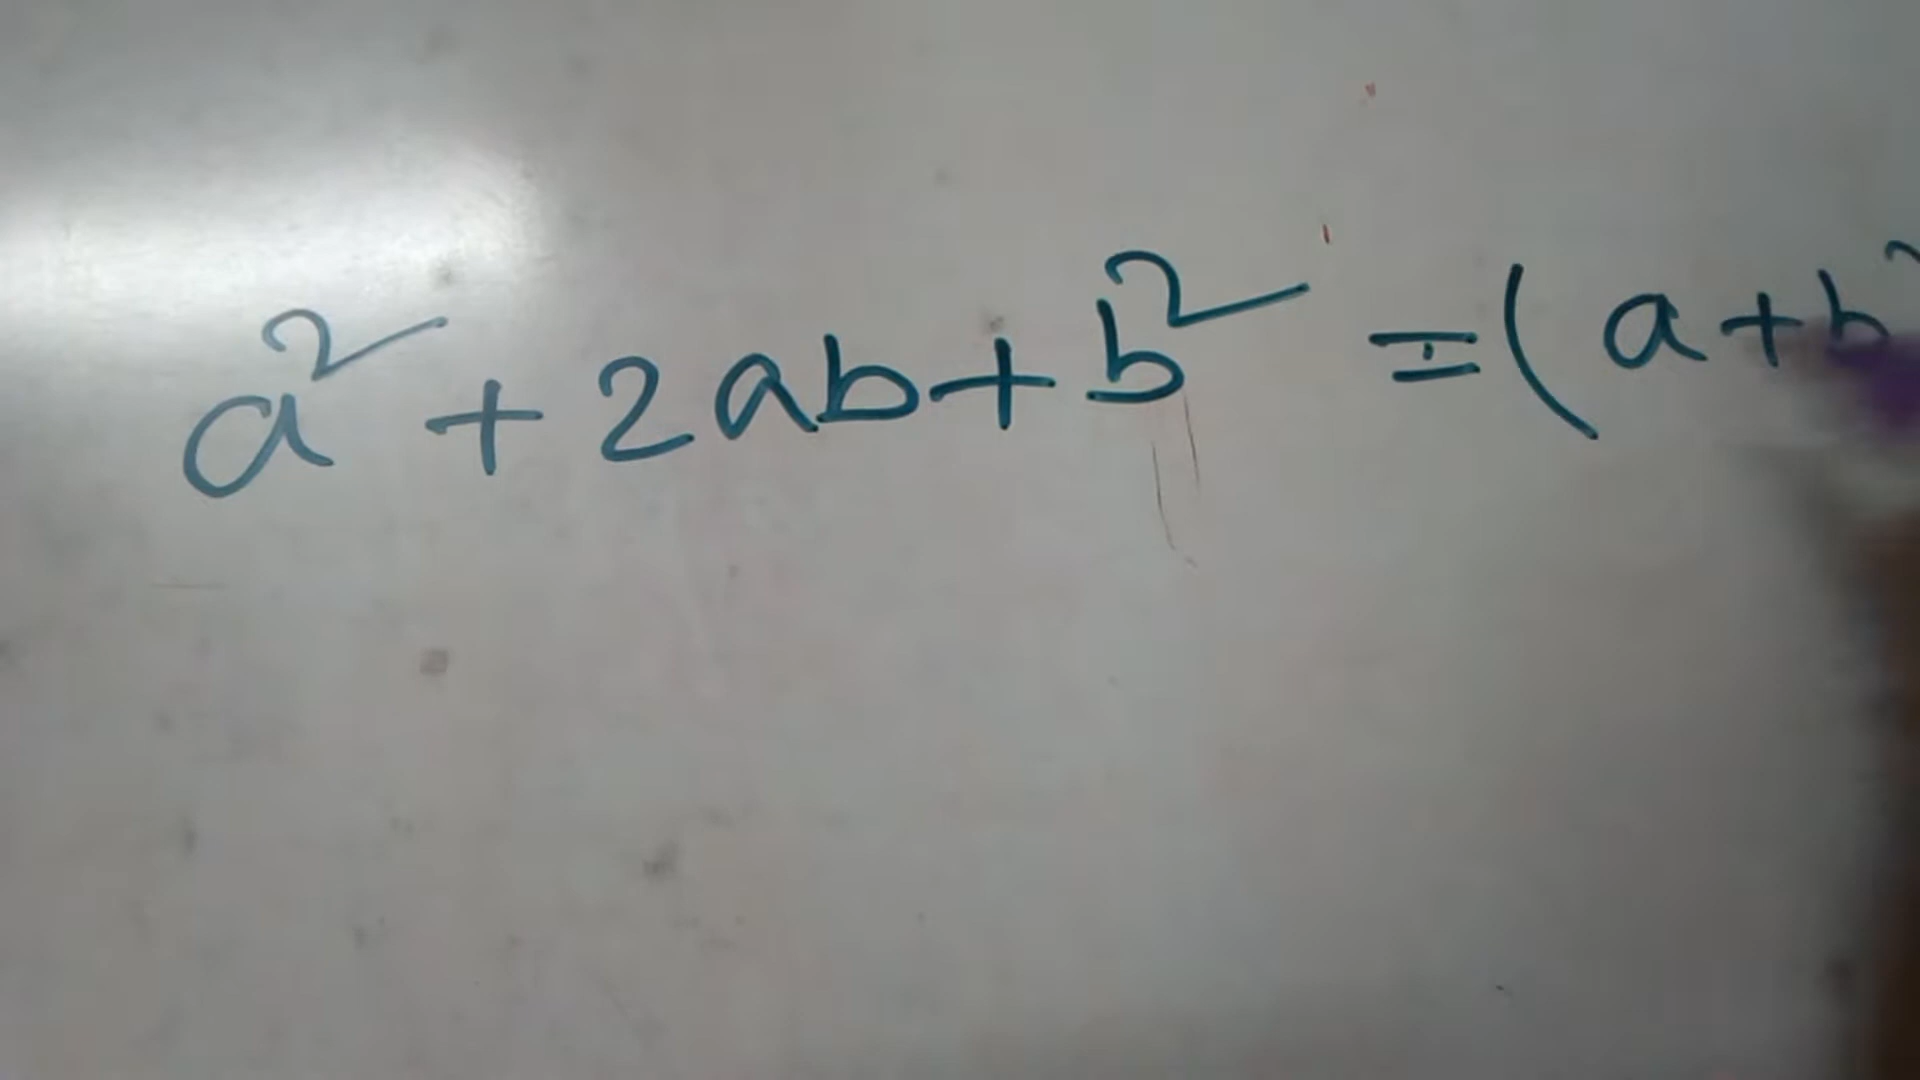 a² + 2ab + b² = (a + b